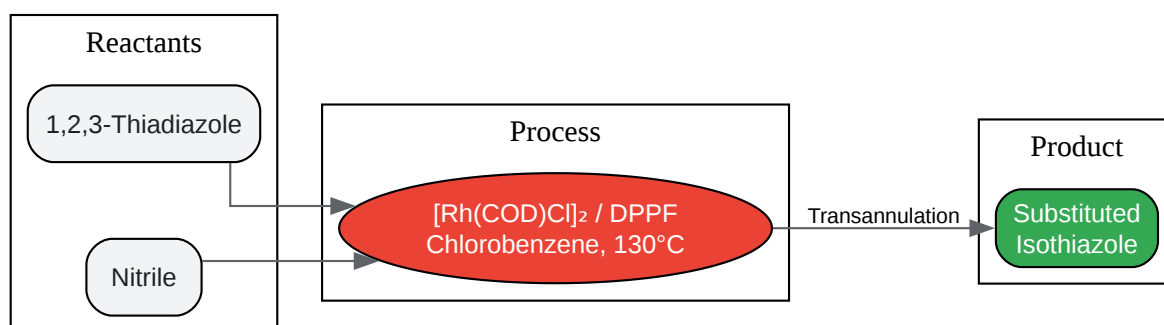 Reactants
1,2,3-Thiadiazole
Nitrile
Process
[Rh(COD)Cl]₂ / DPPF
Chlorobenzene, 130°C
Transannulation
Product
Substituted
Isothiazole